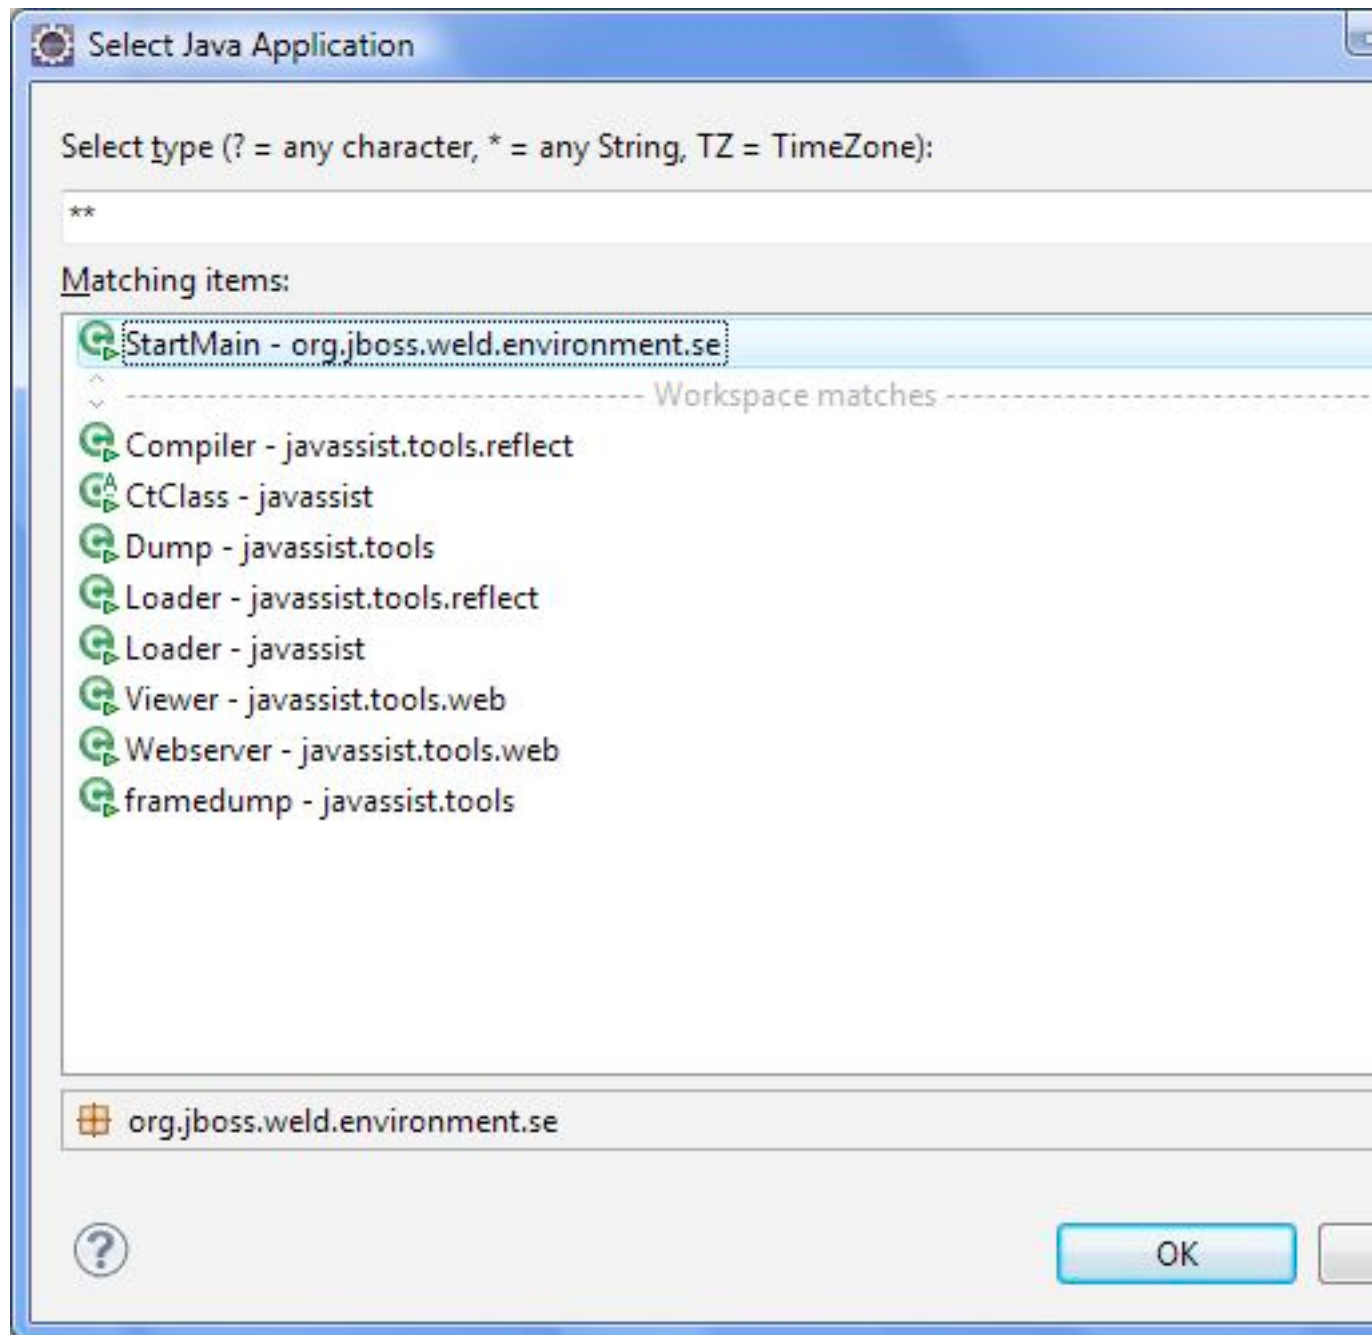 Select Java Application
Select type (? = any character, * = any String, TZ = TimeZone):
**
Matching items:
StartMain - org.jboss.weld.environment.se
Workspace matches
Compiler - javassist.tools.reflect
CtClass - javassist
Dump - javassist.tools
Loader - javassist.tools.reflect
Loader - javassist
Viewer - javassist.tools.web
Webserver - javassist.tools.web
framedump - javassist.tools
org.jboss.weld.environment.se
?
OK